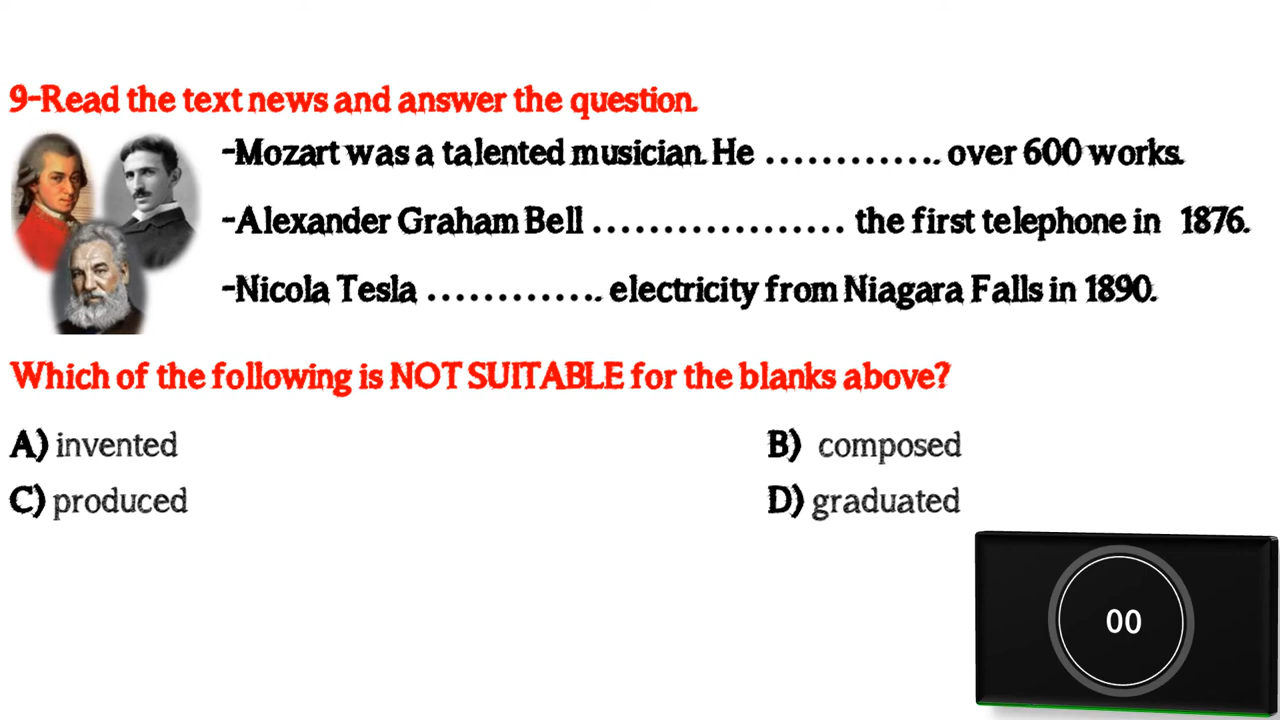 9-Read the text news and answer the question.
-Mozart was a talented musician. He ............. over 600 works.
-Alexander Graham Bell .................. the first telephone in 1876.
-Nicola Tesla ............. electricity from Niagara Falls in 1890.
Which of the following is NOT SUITABLE for the blanks above?
A) invented
B) composed
C) produced
D) graduated
00